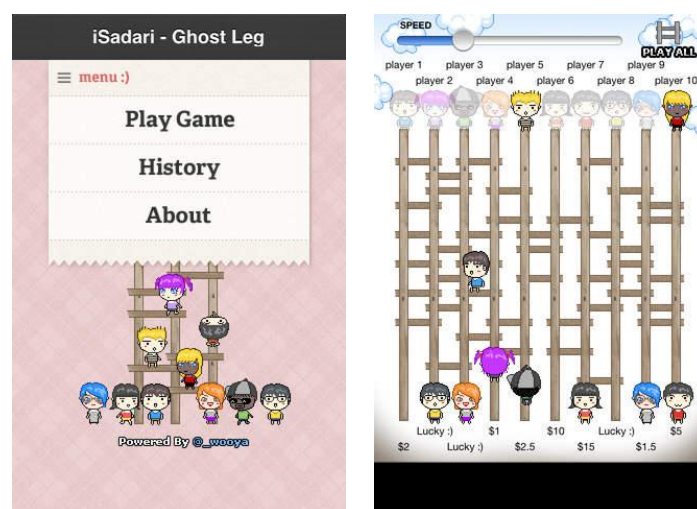 iSadari - Ghost Leg
menu :)
Play Game
History
About
Powered By @_wooya
SPEED
PLAY ALL
player 1 player 3 player 5 player 7 player 9
player 2 player 4 player 6 player 8 player 10
Lucky :) $1 $10 Lucky :) $5
$2 Lucky :) $2.5 $15 $1.5